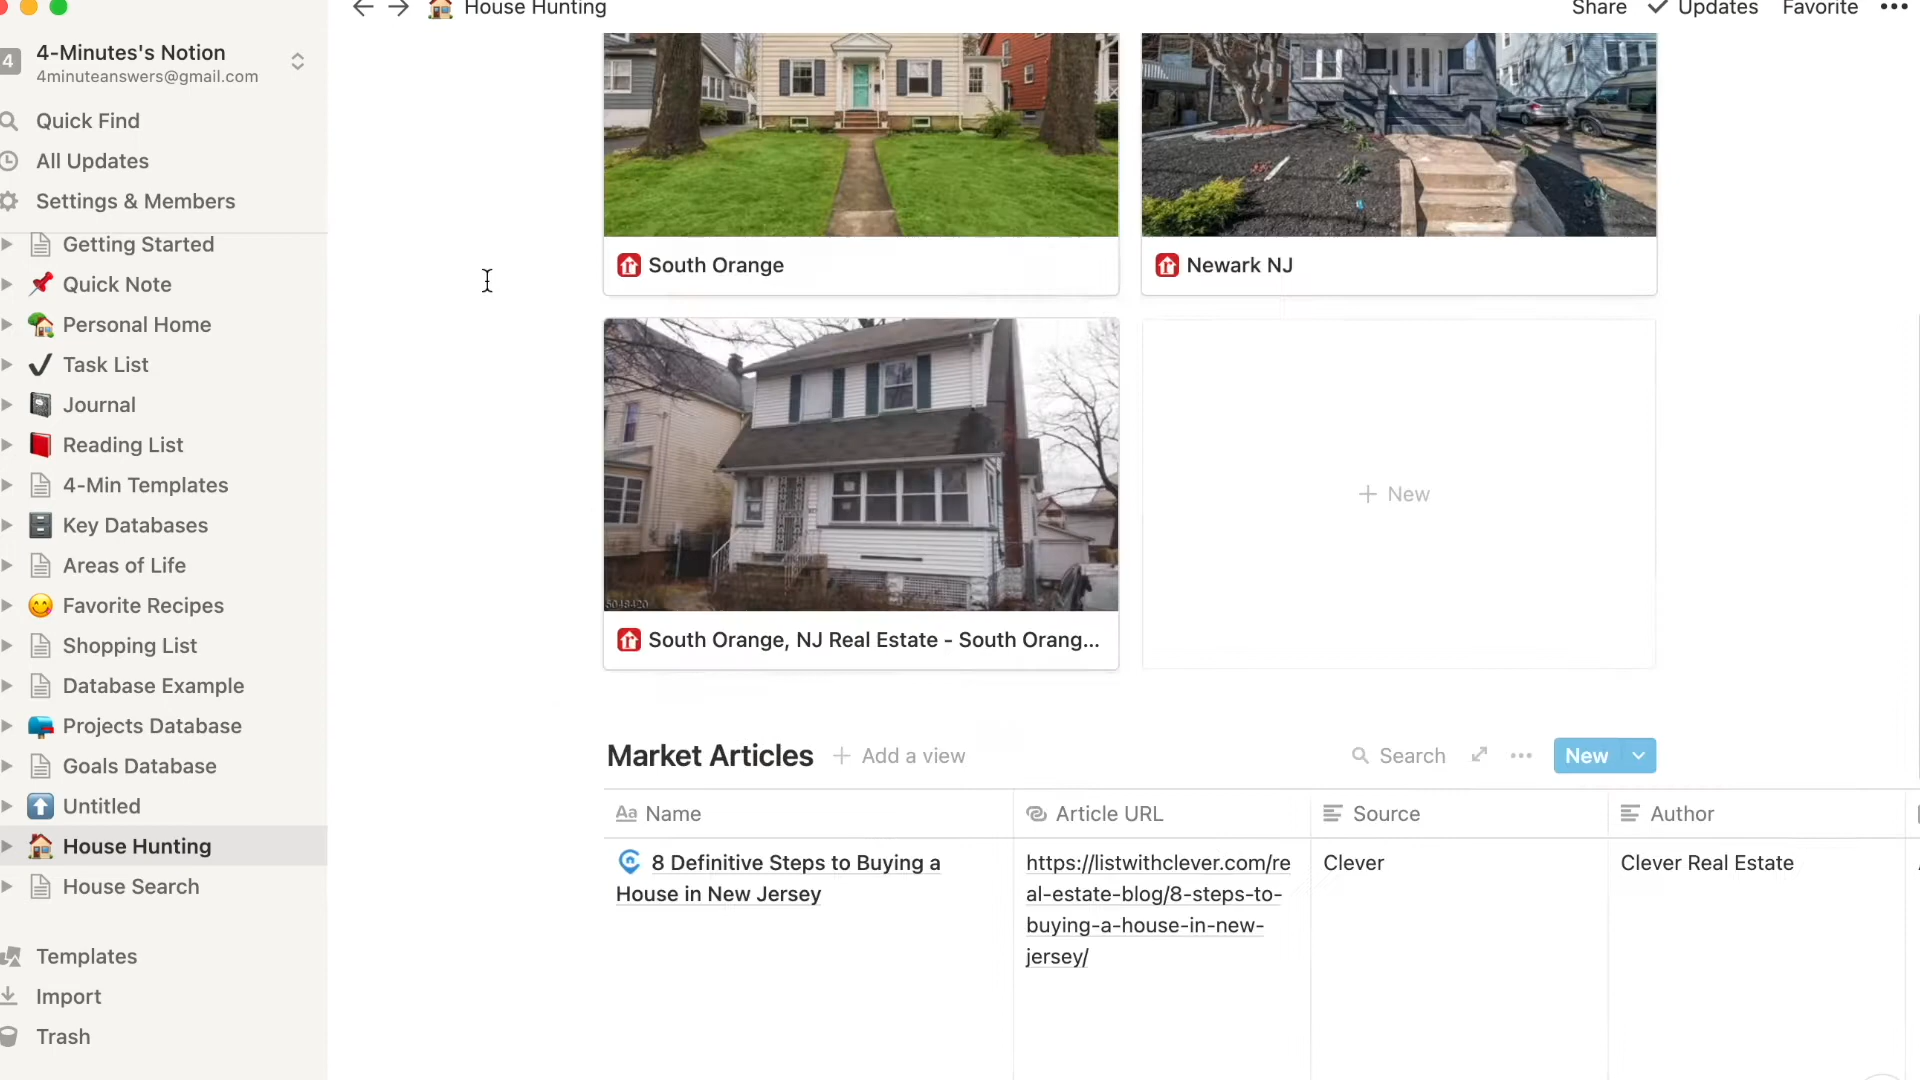 House Hunting
Share
Updates
Favorite
4
4-Minutes's Notion
4minuteanswers@gmail.com
Quick Find
All Updates
Settings & Members
Getting Started
Quick Note
Personal Home
Task List
Journal
Reading List
4-Min Templates
Key Databases
Areas of Life
Favorite Recipes
Shopping List
Database Example
Projects Database
Goals Database
Untitled
House Hunting
House Search
Templates
Import
Trash
South Orange
Newark NJ
5049420
South Orange, NJ Real Estate - South Orang...
+ New
Market Articles
+ Add a view
Search
New
Aa Name
Article URL
Source
Author
8 Definitive Steps to Buying a
House in New Jersey
https://listwithclever.com/re
al-estate-blog/8-steps-to-
buying-a-house-in-new-
jersey/
Clever
Clever Real Estate